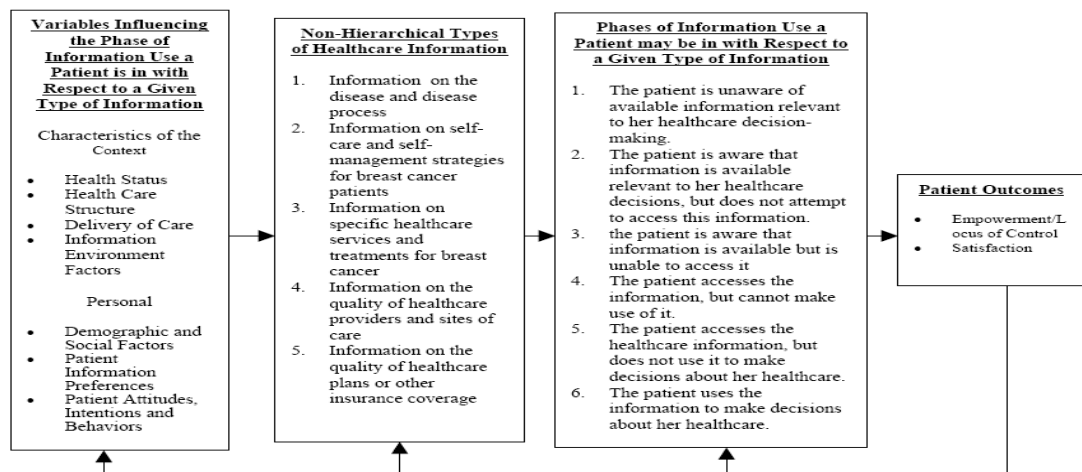 Variables Influencing
the Phase of
Information Use a
Patient is in with
Respect to a Given
Type of Information
Characteristics of the
Context
• Health Status
• Health Care
Structure
• Delivery of Care
• Information
Environment
Factors
Personal
• Demographic and
Social Factors
• Patient
Information
Preferences
• Patient Attitudes,
Intentions and
Behaviors
Non-Hierarchical Types
of Healthcare Information
1. Information on the
disease and disease
process
2. Information on self-
care and self-
management strategies
for breast cancer
patients
3. Information on
specific healthcare
services and
treatments for breast
cancer
4. Information on the
quality of healthcare
providers and sites of
care
5. Information on the
quality of healthcare
plans or other
insurance coverage
Phases of Information Use a
Patient may be in with Respect to
a Given Type of Information
1. The patient is unaware of
available information relevant
to her healthcare decision-
making.
2. The patient is aware that
information is available
relevant to her healthcare
decisions, but does not attempt
to access this information.
3. the patient is aware that
information is available but is
unable to access it
4. The patient accesses the
information, but cannot make
use of it.
5. The patient accesses the
healthcare information, but
does not use it to make
decisions about her healthcare.
6. The patient uses the
information to make decisions
about her healthcare.
Patient Outcomes
• Empowerment/L
ocus of Control
• Satisfaction